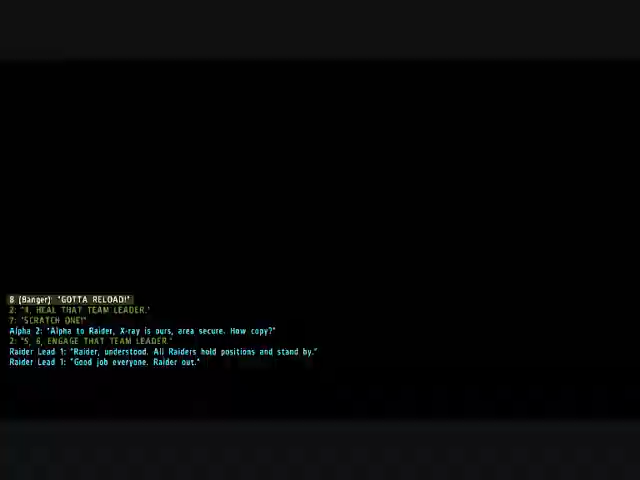 8 (Banger): "GOTTA RELOAD!"
2: "4, HEAL THAT TEAM LEADER."
7: "SCRATCH ONE!"
Alpha 2: "Alpha to Raider, X-ray is ours, area secure. How copy?"
2: "5, 6, ENGAGE THAT TEAM LEADER."
Raider Lead 1: "Raider, understood. All Raiders hold positions and stand by."
Raider Lead 1: "Good job everyone. Raider out."